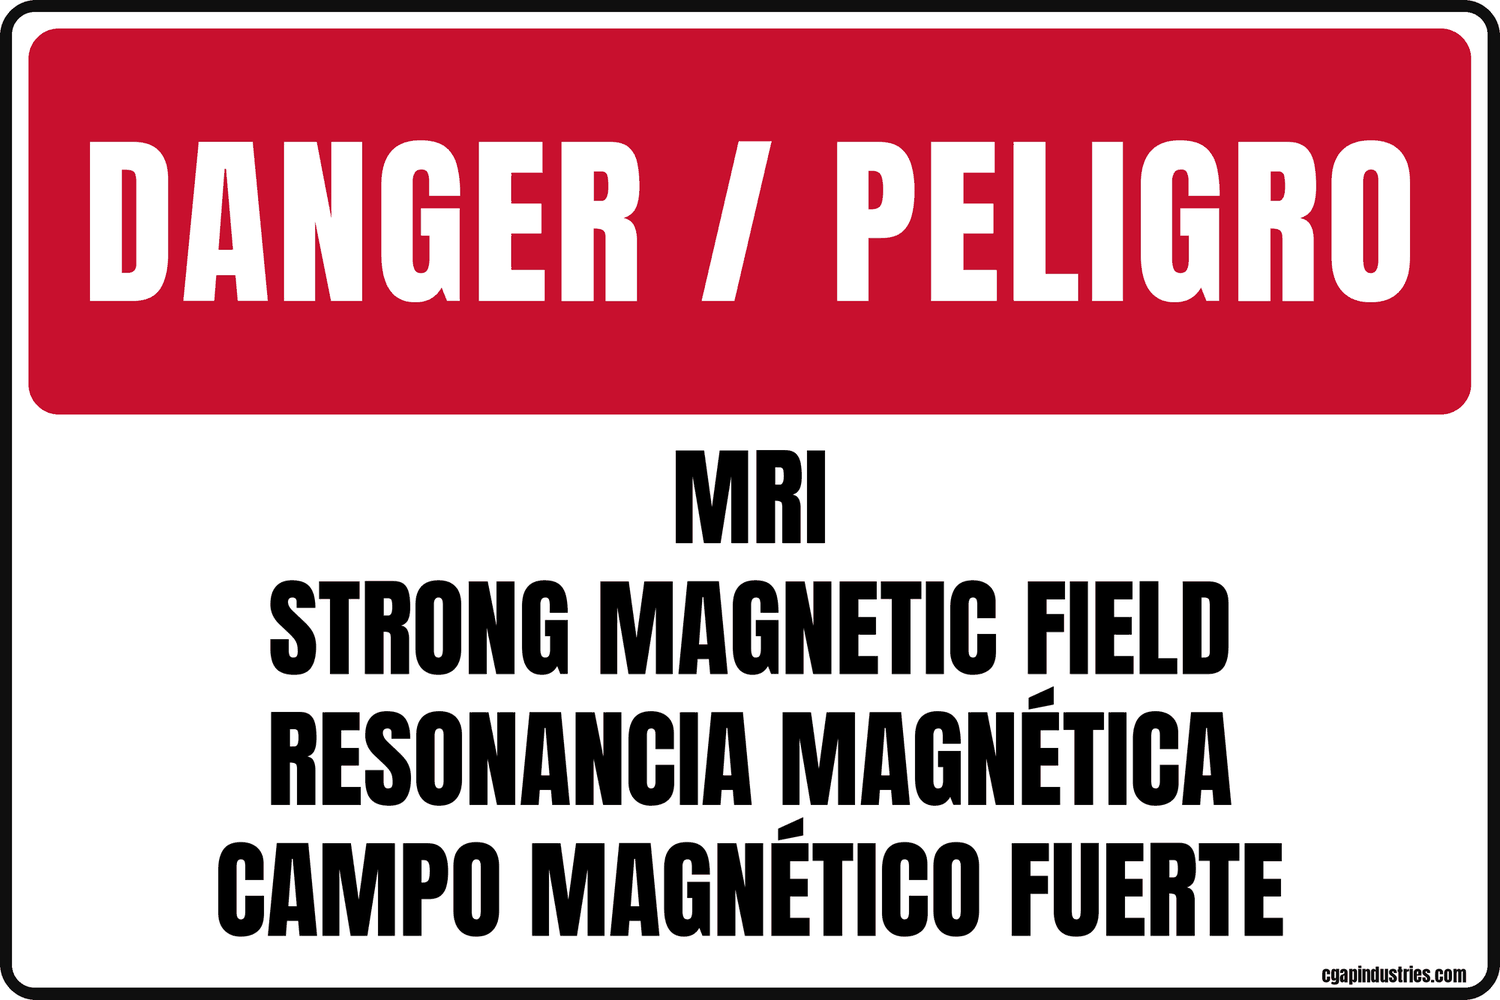 DANGER / PELIGRO
MRI
STRONG MAGNETIC FIELD
RESONANCIA MAGNÉTICA
CAMPO MAGNÉTICO FUERTE
cgapindustries.com